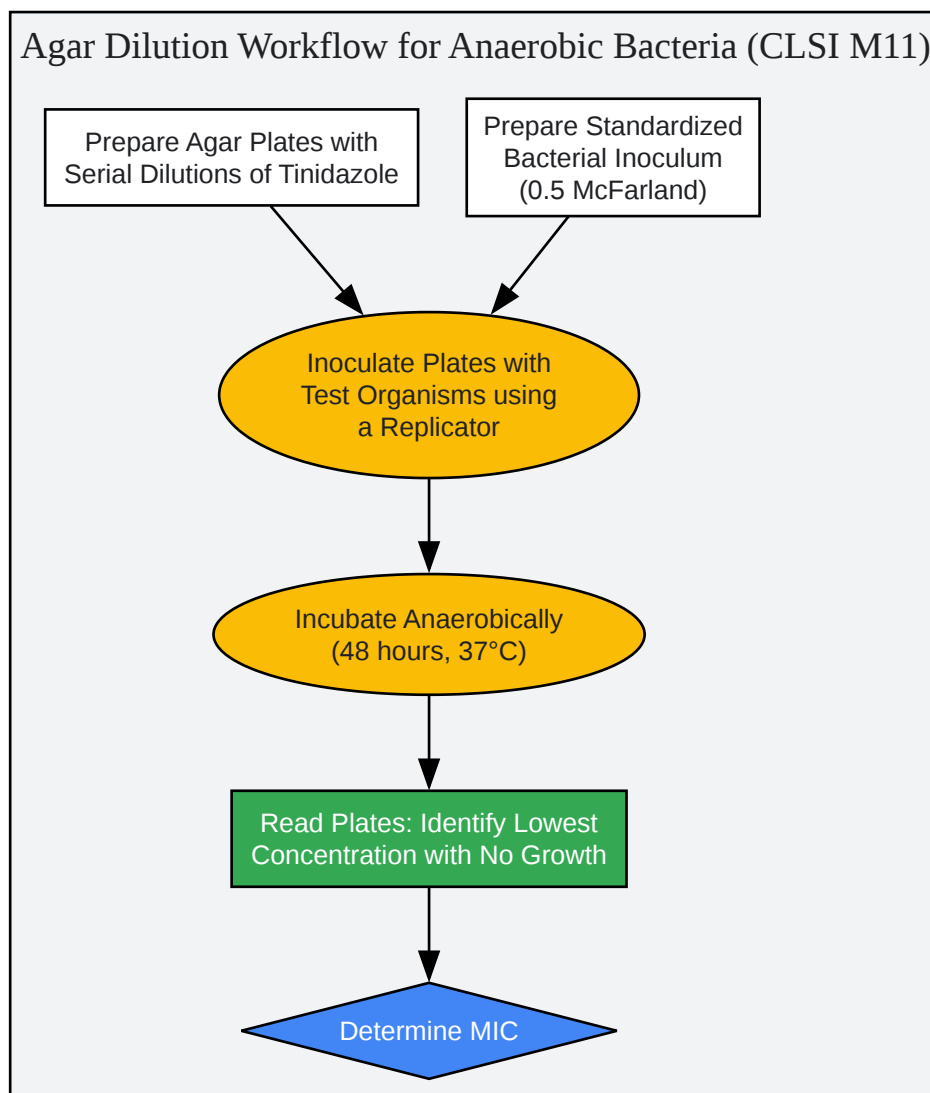 Agar Dilution Workflow for Anaerobic Bacteria (CLSI M11)
Prepare Agar Plates with
Serial Dilutions of Tinidazole
Prepare Standardized
Bacterial Inoculum
(0.5 McFarland)
Inoculate Plates with
Test Organisms using
a Replicator
Incubate Anaerobically
(48 hours, 37°C)
Read Plates: Identify Lowest
Concentration with No Growth
Determine MIC